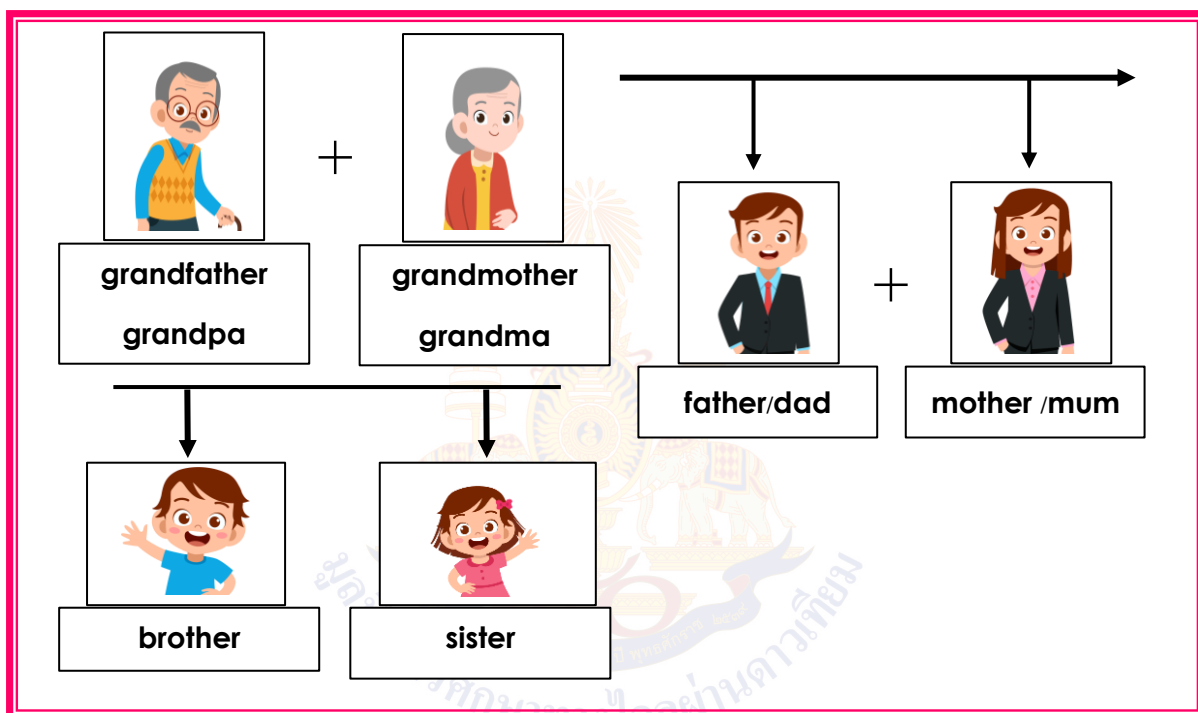 grandfather
grandpa
grandmother
grandma
father/dad
mother /mum
brother
sister